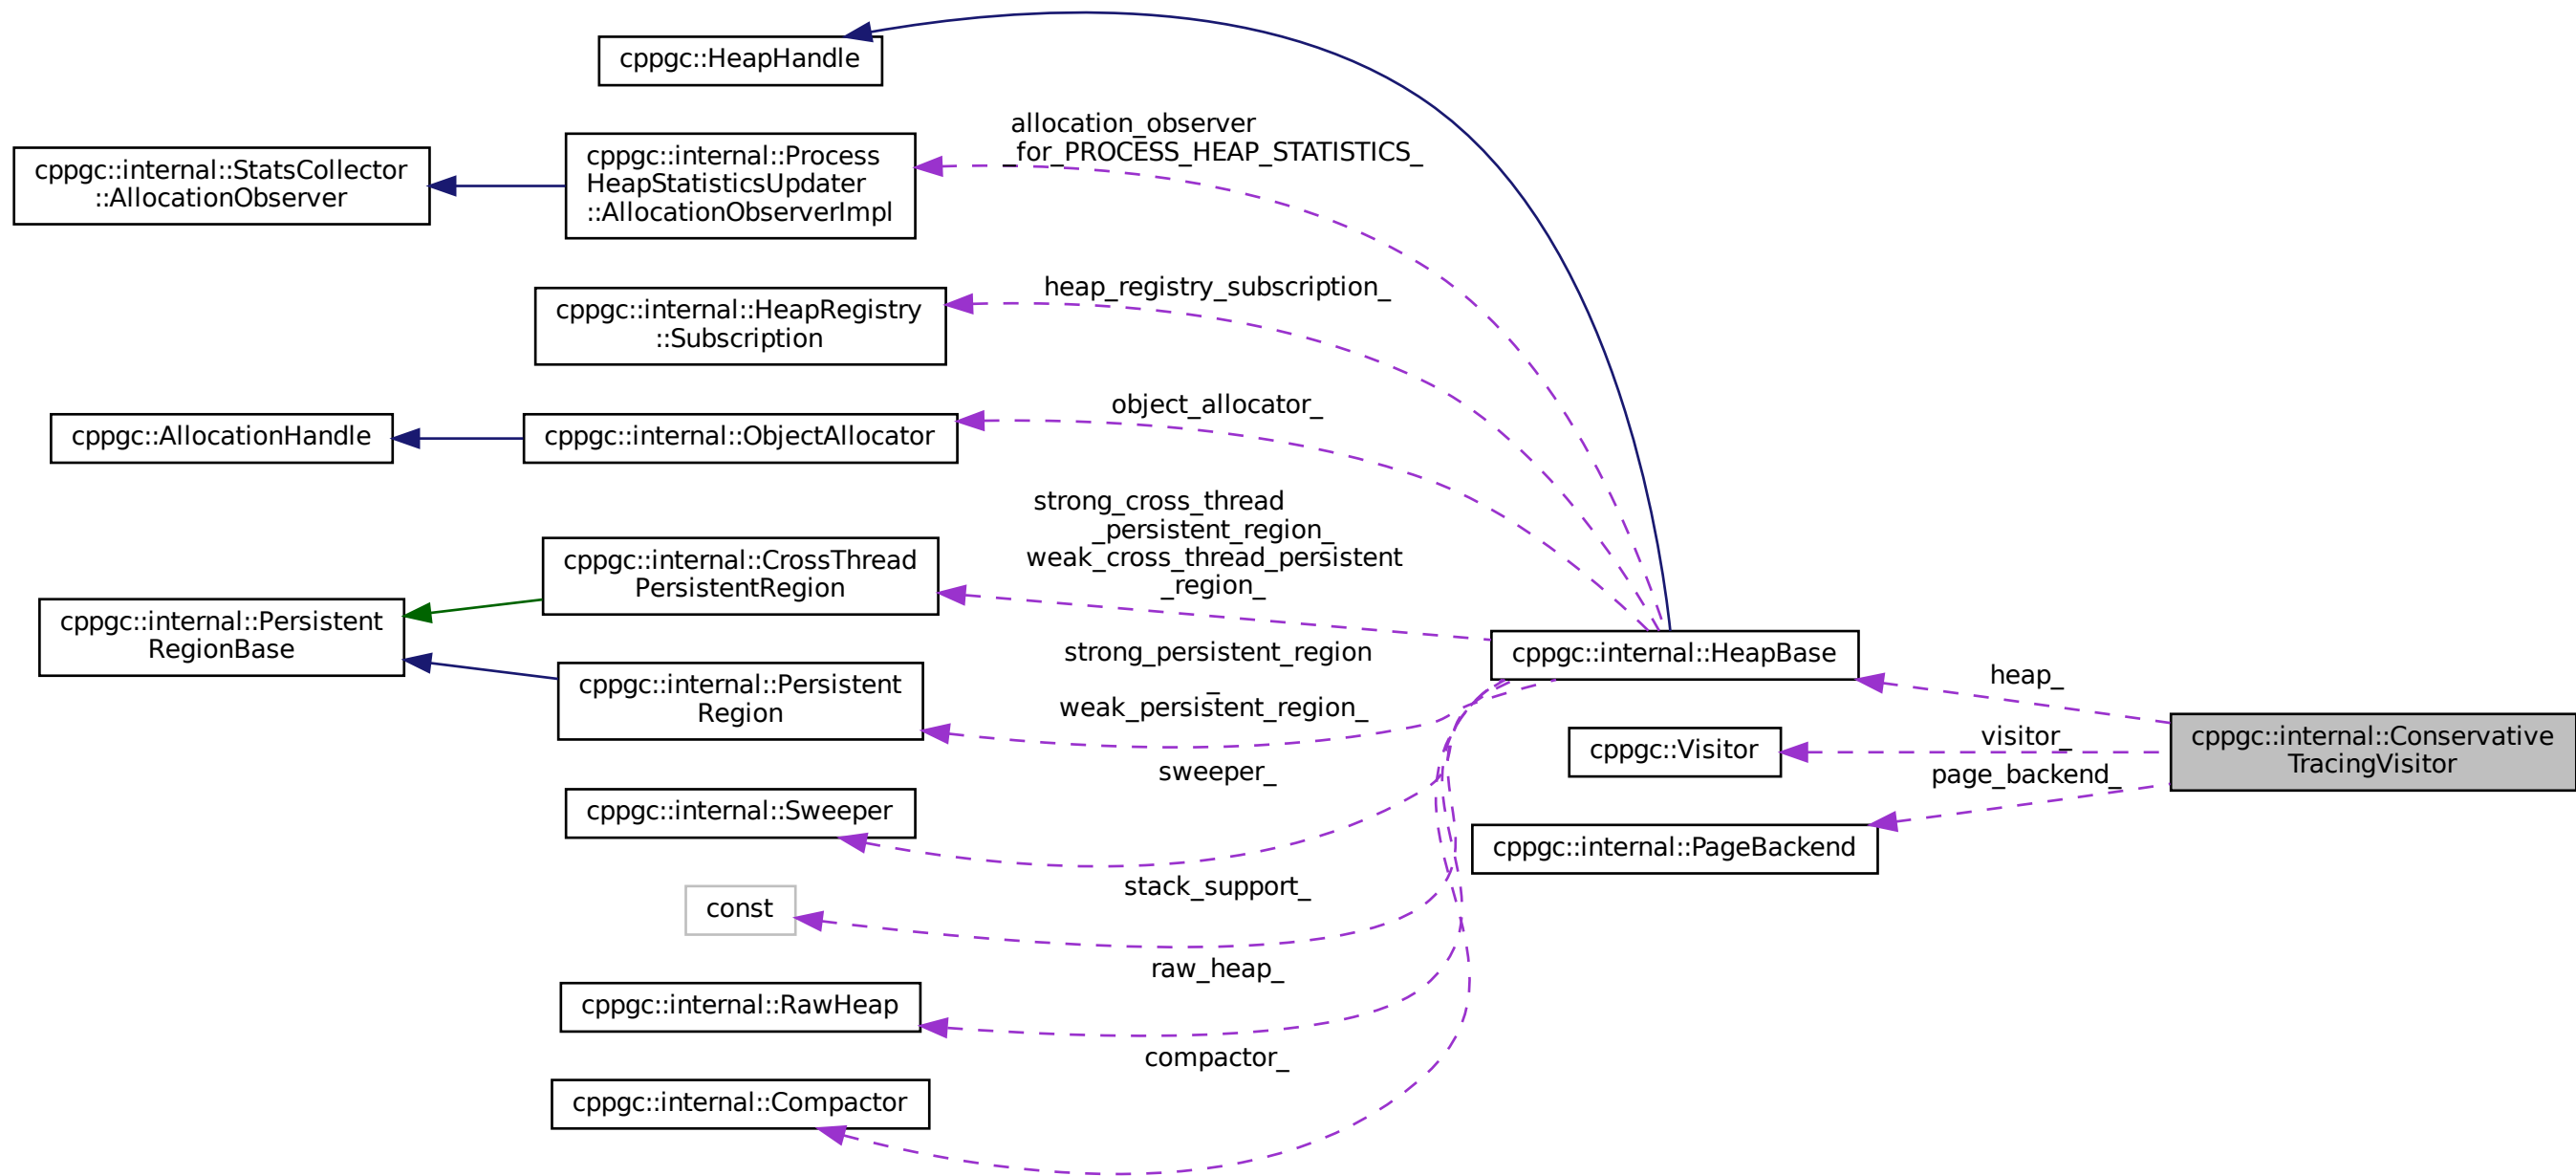 cppgc::HeapHandle
allocation_observer
_for_PROCESS_HEAP_STATISTICS_
cppgc::internal::StatsCollector
::AllocationObserver
cppgc::internal::Process
HeapStatisticsUpdater
::AllocationObserverImpl
heap_registry_subscription_
cppgc::internal::HeapRegistry
::Subscription
object_allocator_
cppgc::AllocationHandle
cppgc::internal::ObjectAllocator
strong_cross_thread
_persistent_region_
weak_cross_thread_persistent
_region_
cppgc::internal::CrossThread
PersistentRegion
cppgc::internal::Persistent
RegionBase
strong_persistent_region
_
weak_persistent_region_
cppgc::internal::Persistent
Region
cppgc::internal::HeapBase
heap_
cppgc::Visitor
visitor_
cppgc::internal::Conservative
TracingVisitor
page_backend_
sweeper_
cppgc::internal::Sweeper
cppgc::internal::PageBackend
stack_support_
const
raw_heap_
cppgc::internal::RawHeap
compactor_
cppgc::internal::Compactor